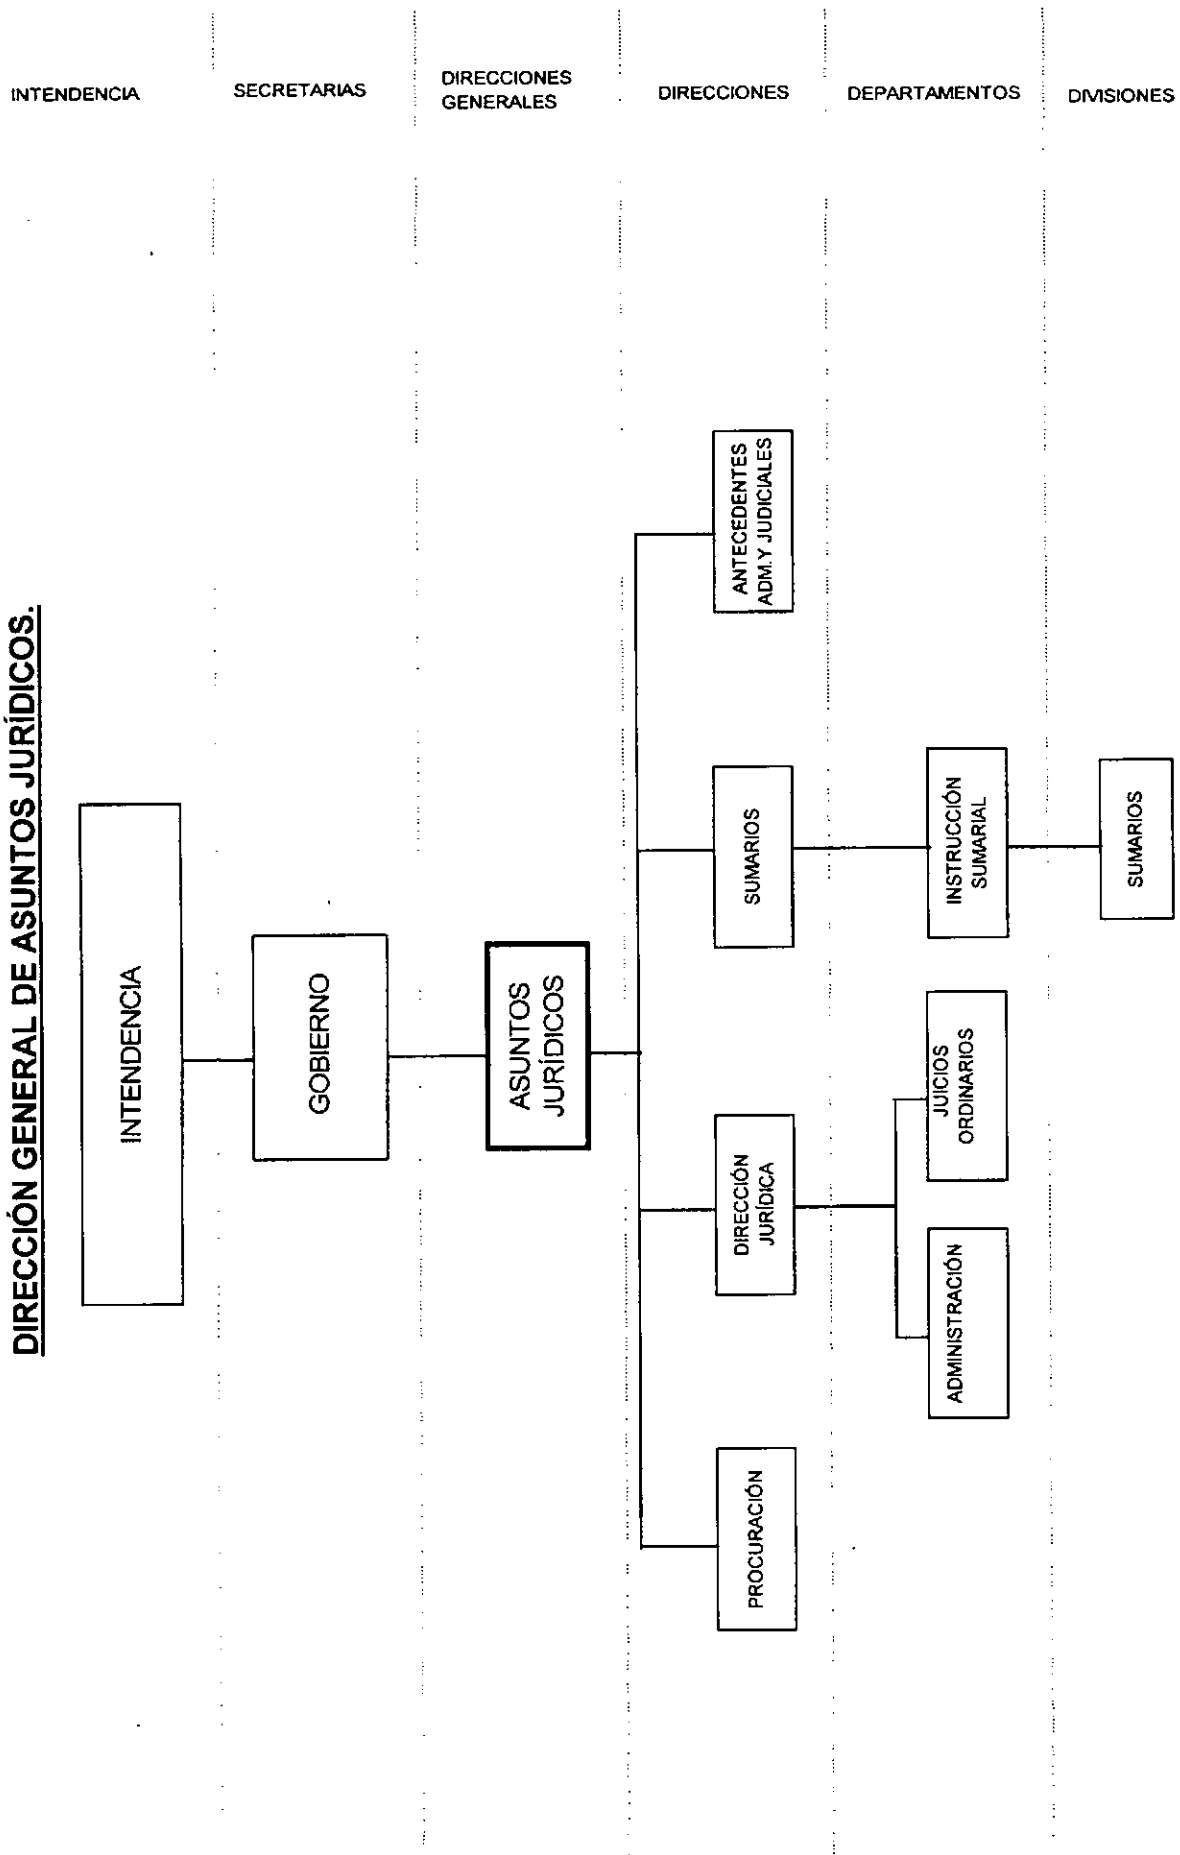 DIRECCIÓN GENERAL DE ASUNTOS JURÍDICOS.
INTENDENCIA
SECRETARIAS
DIRECCIONES
GENERALES
DIRECCIONES
DEPARTAMENTOS
DIVISIONES
INTENDENCIA
GOBIERNO
ASUNTOS
JURÍDICOS
PROCURACIÓN
DIRECCIÓN
JURÍDICA
SUMARIOS
ANTECEDENTES
ADM.Y JUDICIALES
ADMINISTRACIÓN
JUICIOS
ORDINARIOS
INSTRUCCIÓN
SUMARIAL
SUMARIOS